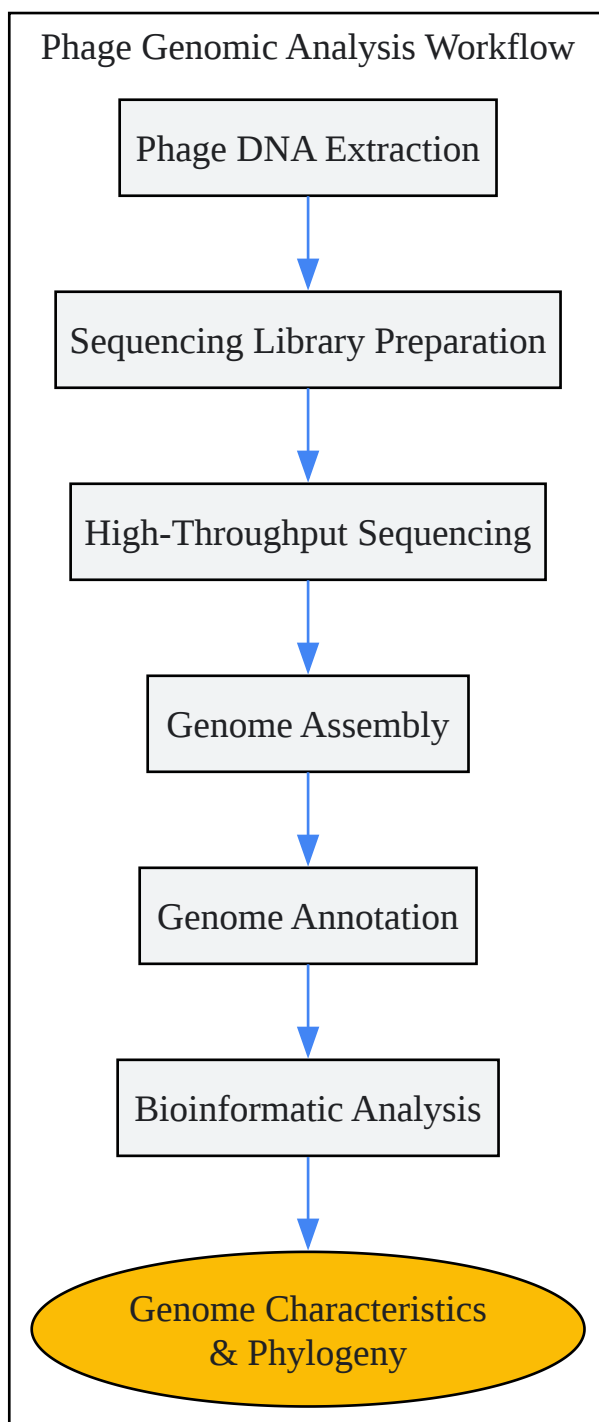 Phage Genomic Analysis Workflow
Phage DNA Extraction
Sequencing Library Preparation
High-Throughput Sequencing
Genome Assembly
Genome Annotation
Bioinformatic Analysis
Genome Characteristics
& Phylogeny